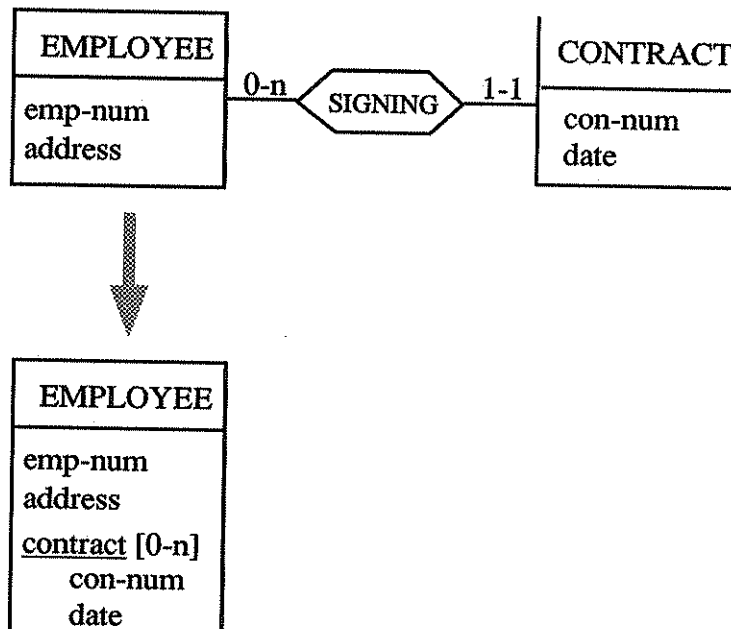 EMPLOYEE
emp-num
address
0-n
SIGNING
1-1
CONTRACT
con-num
date
EMPLOYEE
emp-num
address
contract [0-n]
con-num
date